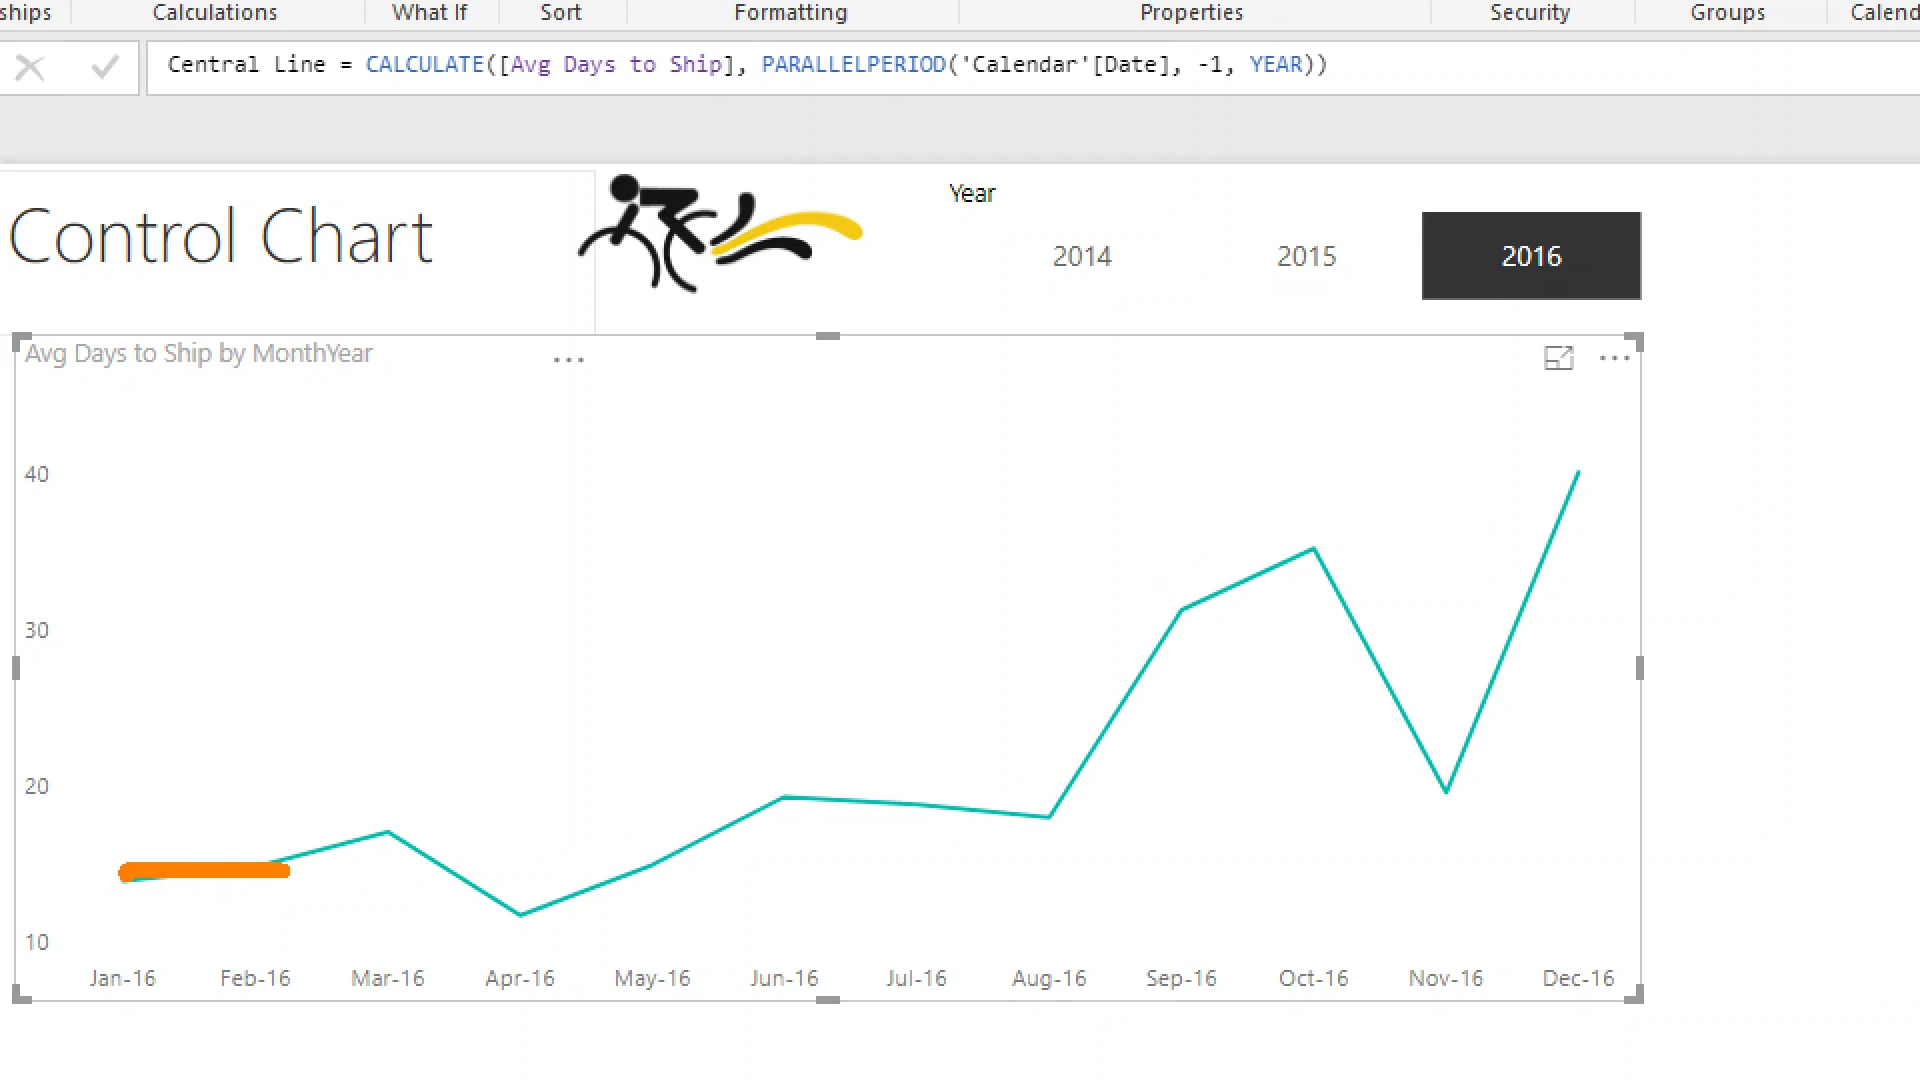 ships Calculations What If Sort Formatting Properties Security Groups Calend
Central Line = CALCULATE([Avg Days to Ship], PARALLELPERIOD('Calendar'[Date], -1, YEAR))
Control Chart
Year
2014 2015 2016
Avg Days to Ship by MonthYear
40
30
20
10
Jan-16 Feb-16 Mar-16 Apr-16 May-16 Jun-16 Jul-16 Aug-16 Sep-16 Oct-16 Nov-16 Dec-16